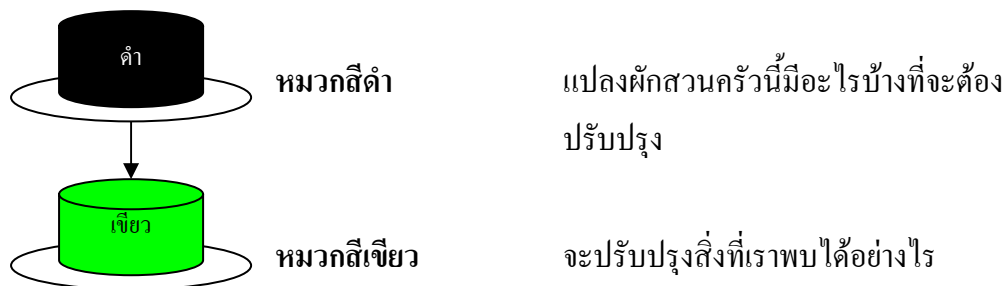 ดำ
หมวกสีดำ แปลงผักสวนครัวนี้มีอะไรบ้างที่จะต้อง
ปรับปรุง
เขียว
หมวกสีเขียว จะปรับปรุงสิ่งที่เราพบได้อย่างไร